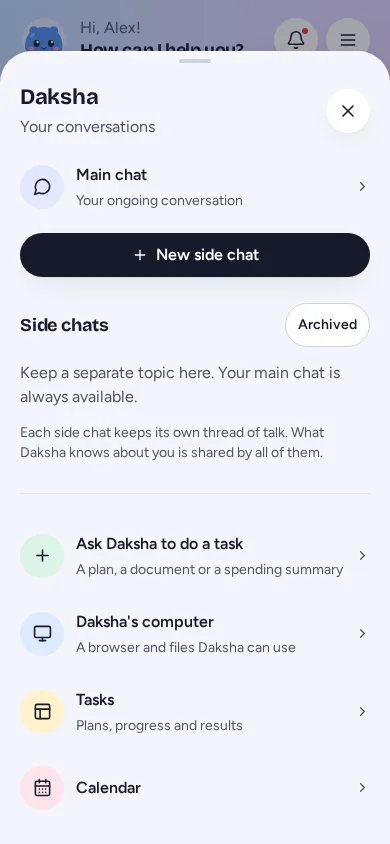 Hi, Alex!
How can I help you?
Daksha
Your conversations
Main chat
Your ongoing conversation
New side chat
Side chats
Archived
Keep a separate topic here. Your main chat is
always available.
Each side chat keeps its own thread of talk. What
Daksha knows about you is shared by all of them.
Ask Daksha to do a task
A plan, a document or a spending summary
Daksha's computer
A browser and files Daksha can use
Tasks
Plans, progress and results
Calendar